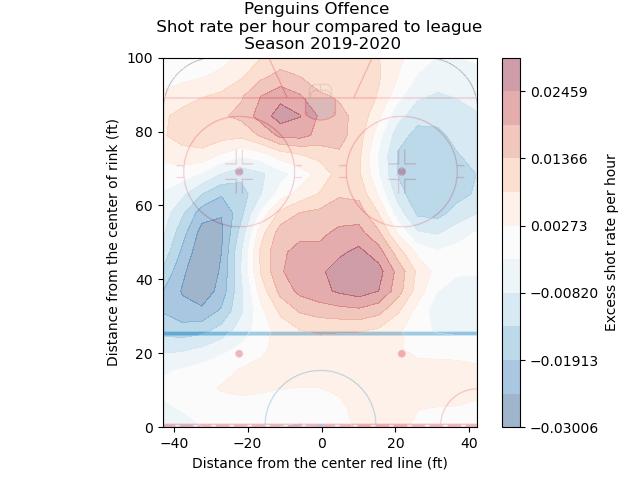 Penguins Offence
Shot rate per hour compared to league
Season 2019-2020
100
80
60
40
20
0
Distance from the center of rink (ft)
−40
−20
0
20
40
Distance from the center red line (ft)
0.02459
0.01366
0.00273
−0.00820
−0.01913
−0.03006
Excess shot rate per hour